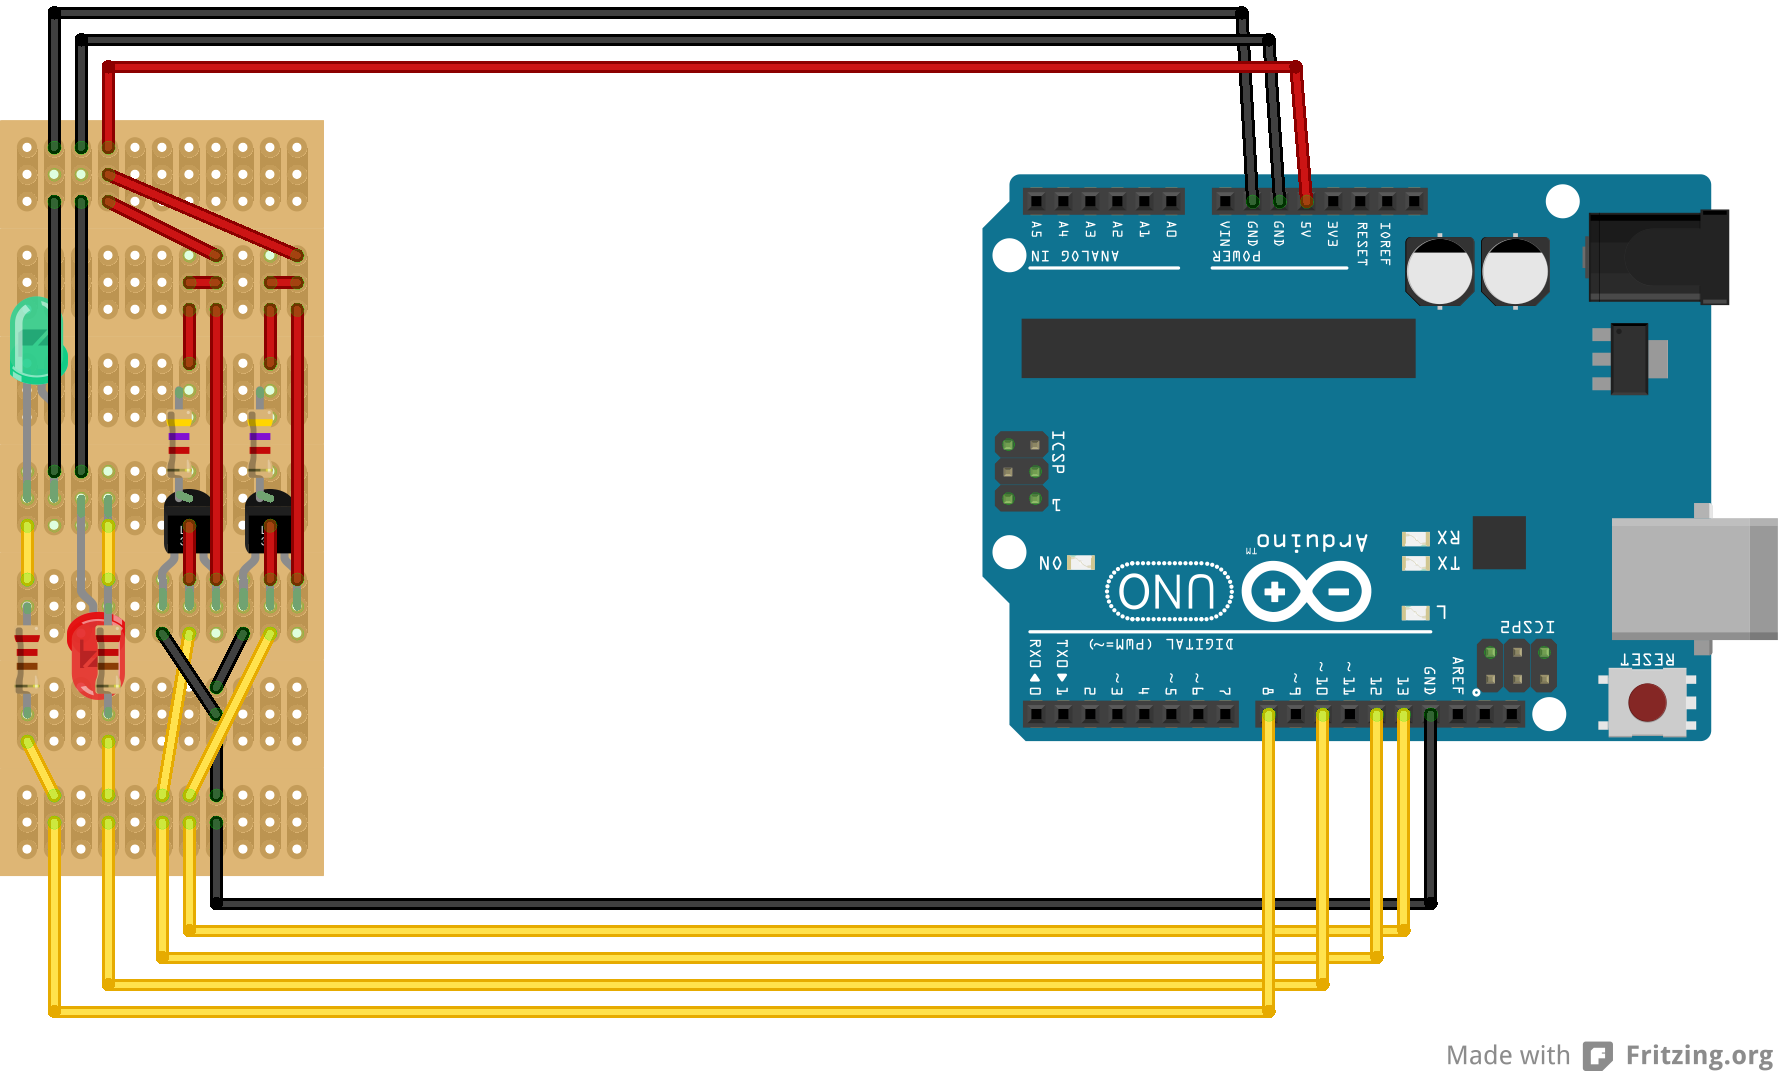 A5
A4
A3
A2
A1
A0
VIN
GND
GND
5V
3V3
RESET
IOREF
ANALOG IN
POWER
ICSP
1
Arduino
TM
ON
UNO
RX
TX
L
DIGITAL (PWM=~)
ICSP2
RESET
RX0
TX0
0
1
2
~3
4
~5
~6
7
8
~9
~10
~11
12
13
GND
AREF
Made with Fritzing.org